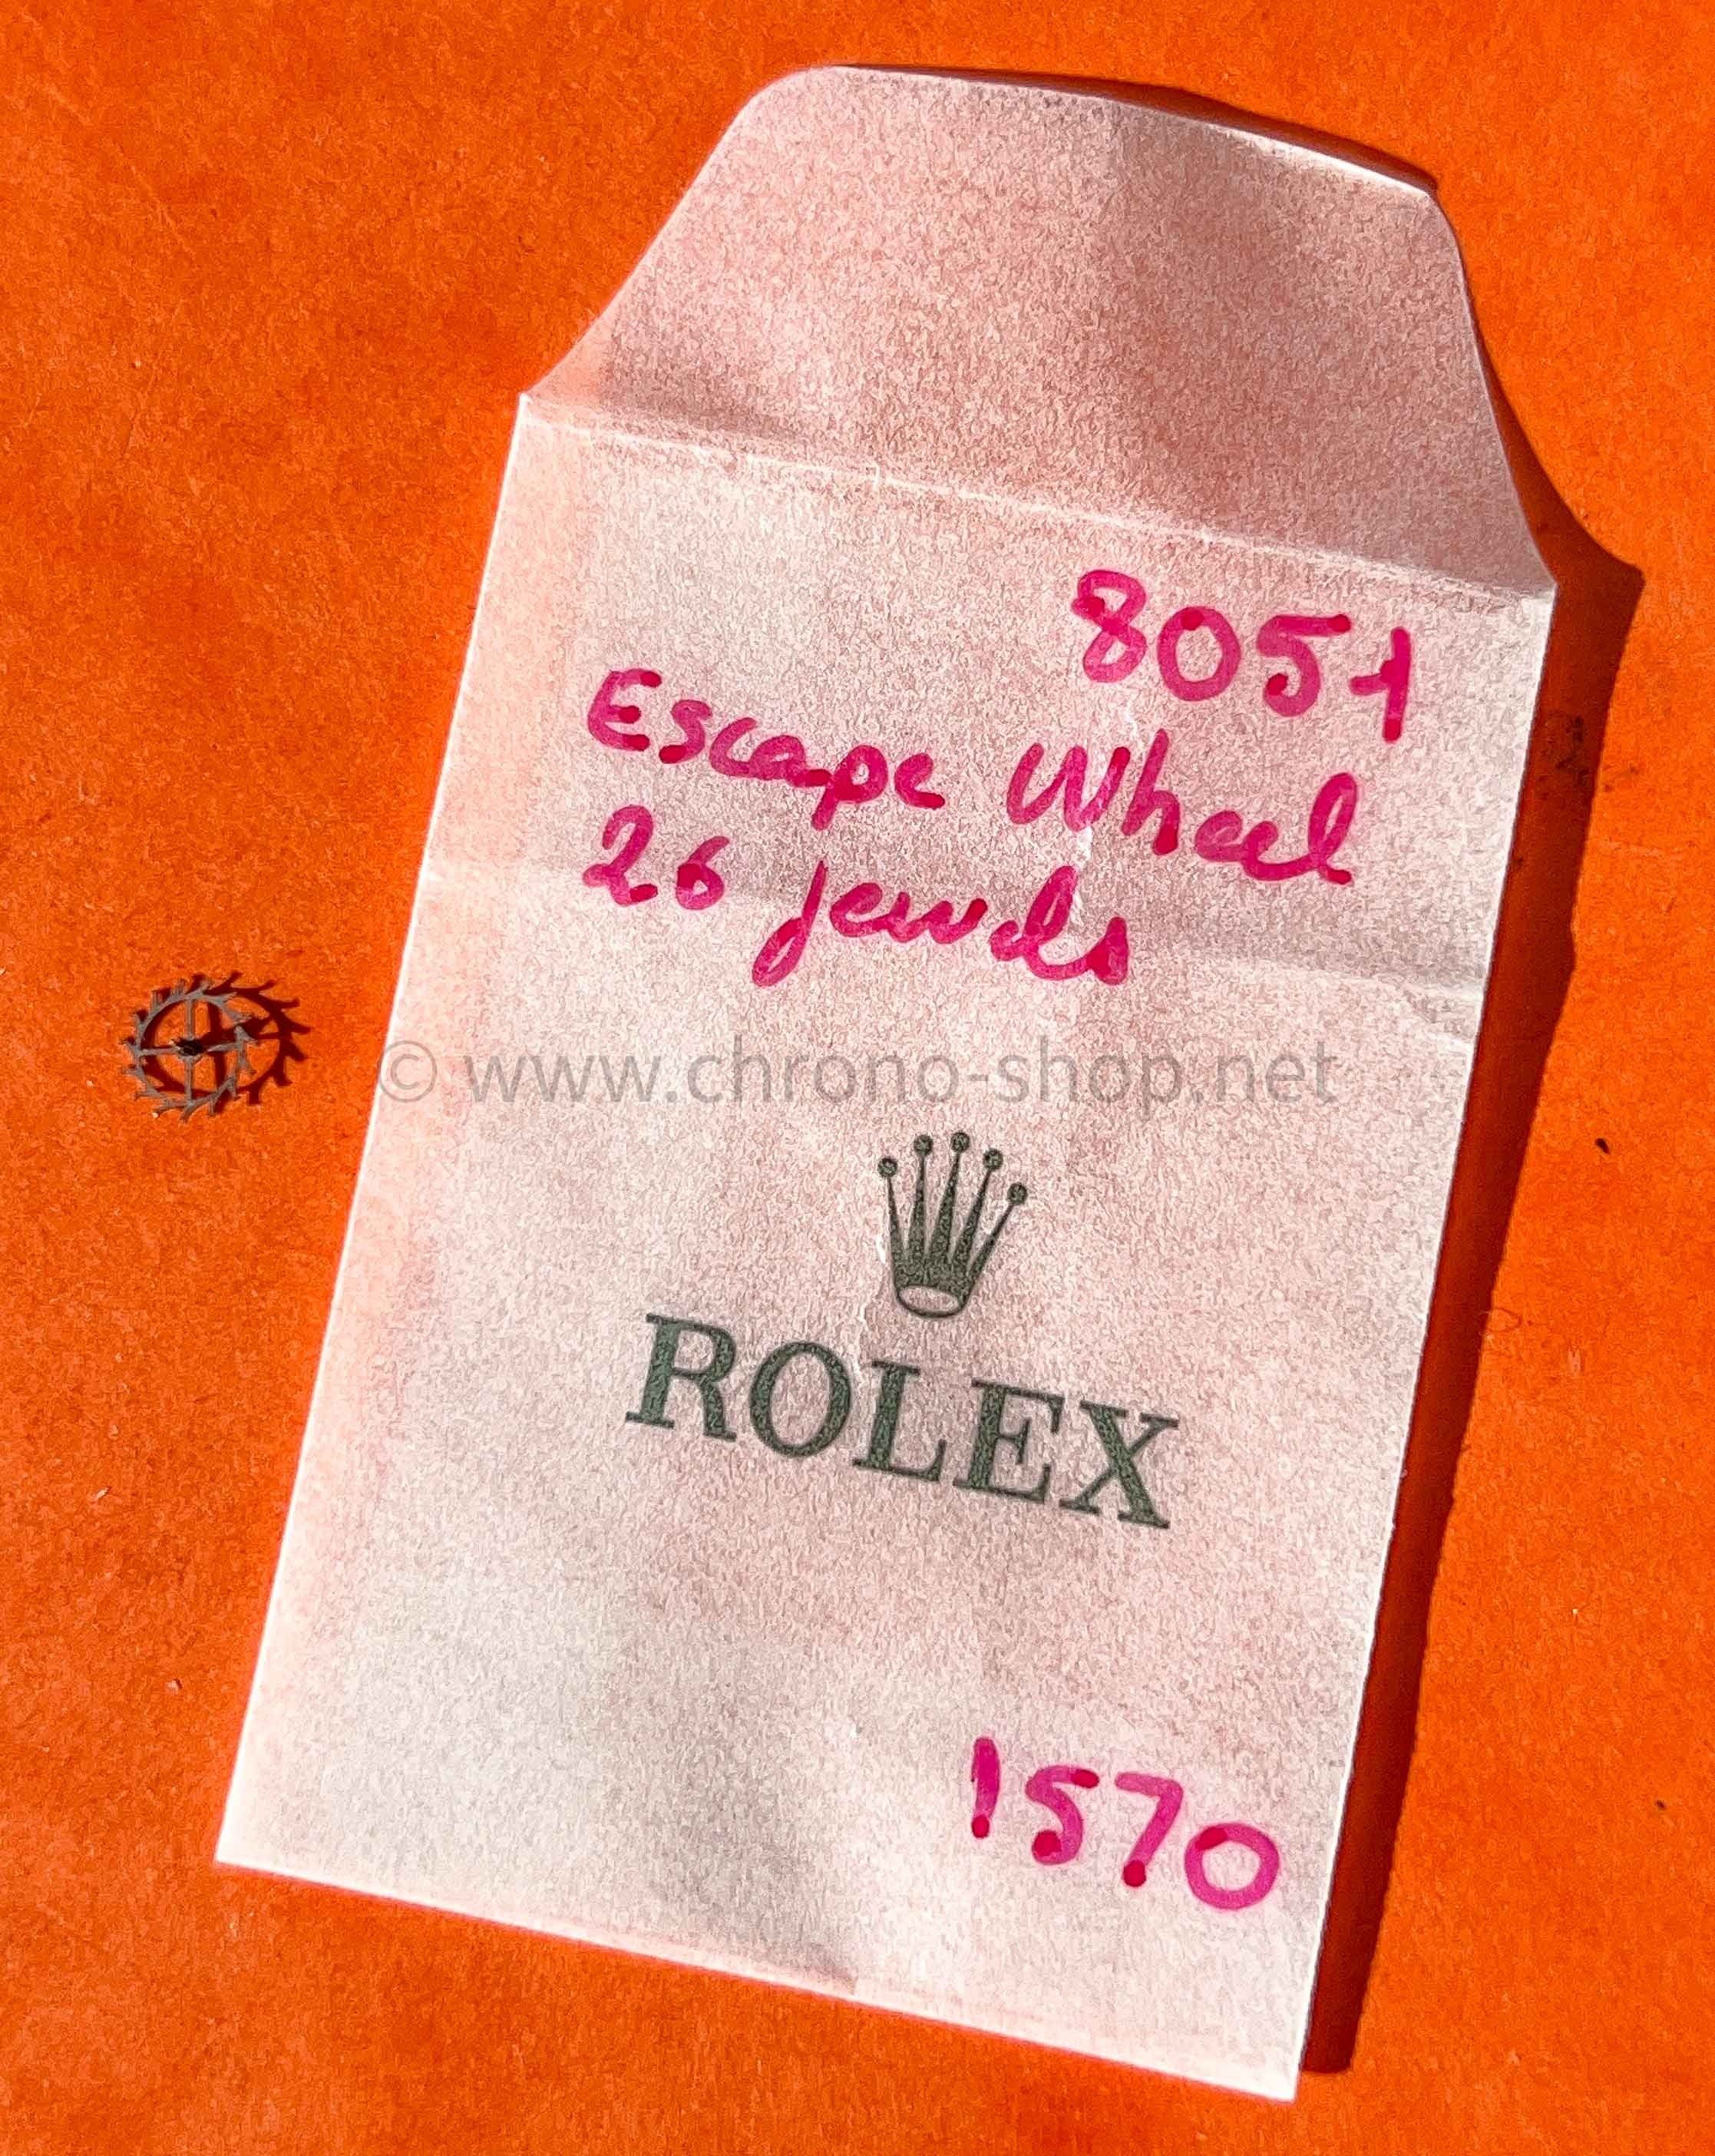 8051
Escape Wheel
26 jewels
© www.chrono-shop.net
ROLEX
1570